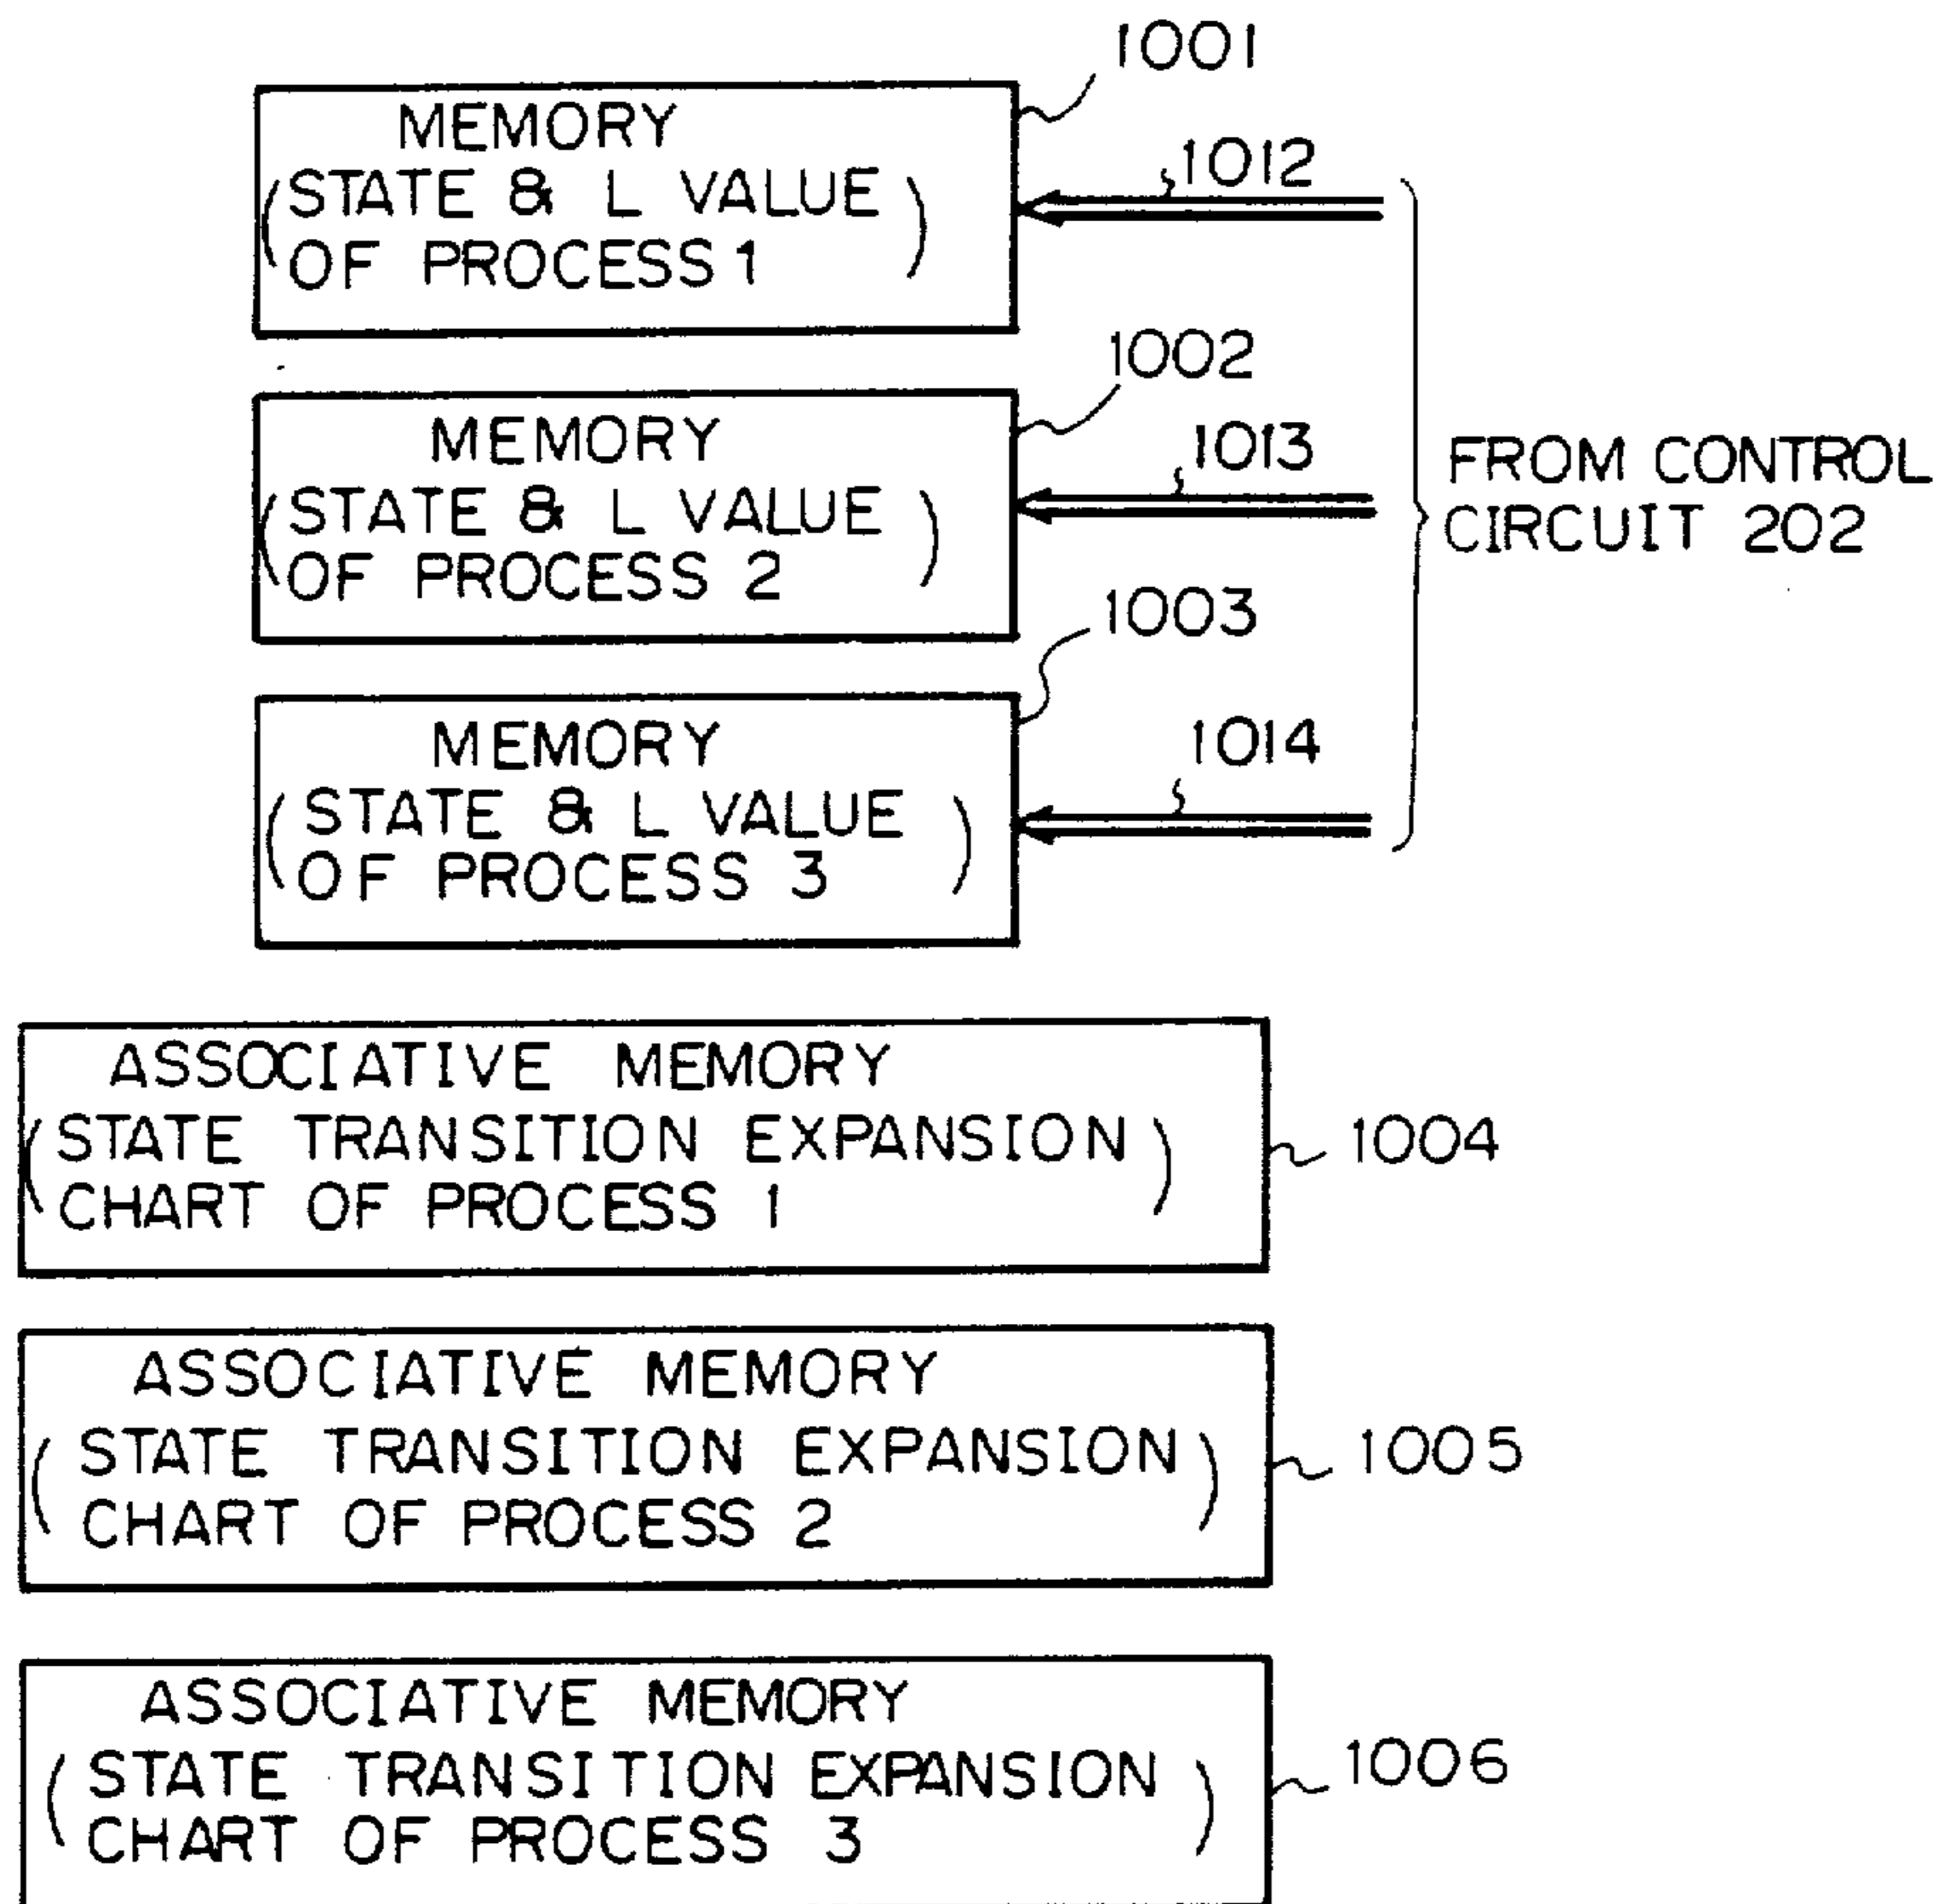 1001
MEMORY
1012
(STATE & L VALUE
OF PROCESS 1)
1002
MEMORY
1013
FROM CONTROL
CIRCUIT 202
(STATE & L VALUE
OF PROCESS 2)
1003
MEMORY
1014
(STATE & L VALUE
OF PROCESS 3)
ASSOCIATIVE MEMORY
(STATE TRANSITION EXPANSION
CHART OF PROCESS 1)
1004
ASSOCIATIVE MEMORY
(STATE TRANSITION EXPANSION
CHART OF PROCESS 2)
1005
ASSOCIATIVE MEMORY
(STATE TRANSITION EXPANSION
CHART OF PROCESS 3)
1006